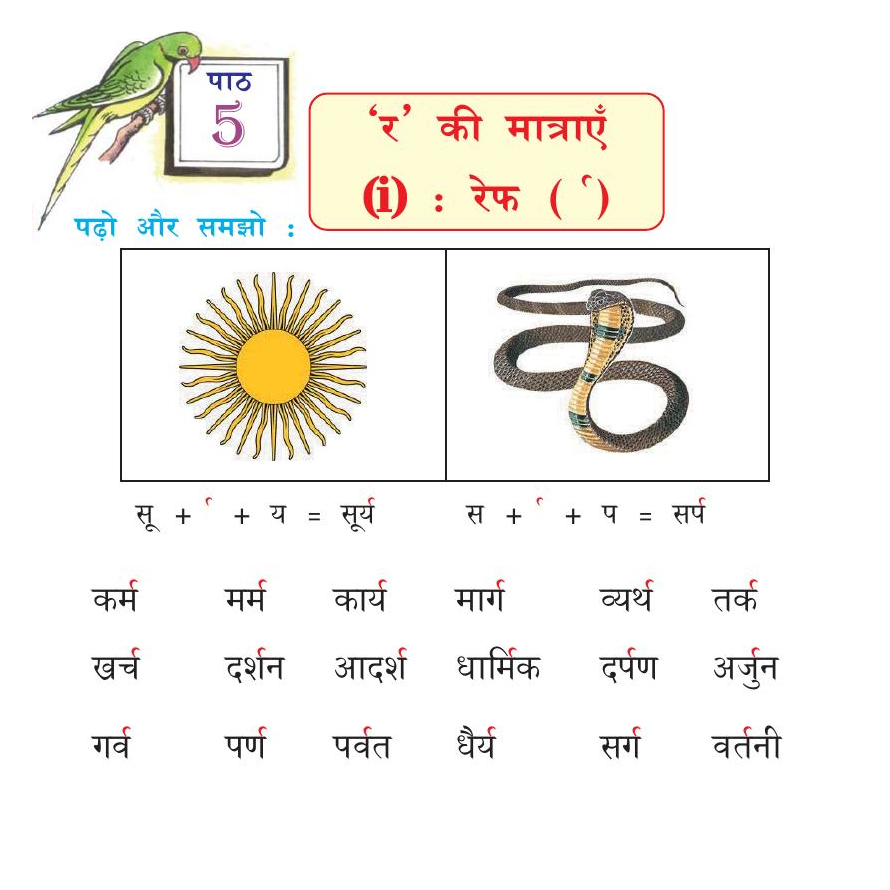 पाठ
5
‘र’ की मात्राएँ
(i) : रेफ ( र्‍ )
पढ़ो और समझो :
सू + र्‍ + य = सूर्य स + र्‍ + प = सर्प
कर्म मर्म कार्य मार्ग व्यर्थ तर्क
खर्च दर्शन आदर्श धार्मिक दर्पण अर्जुन
गर्व पर्ण पर्वत धैर्य सर्ग वर्तनी